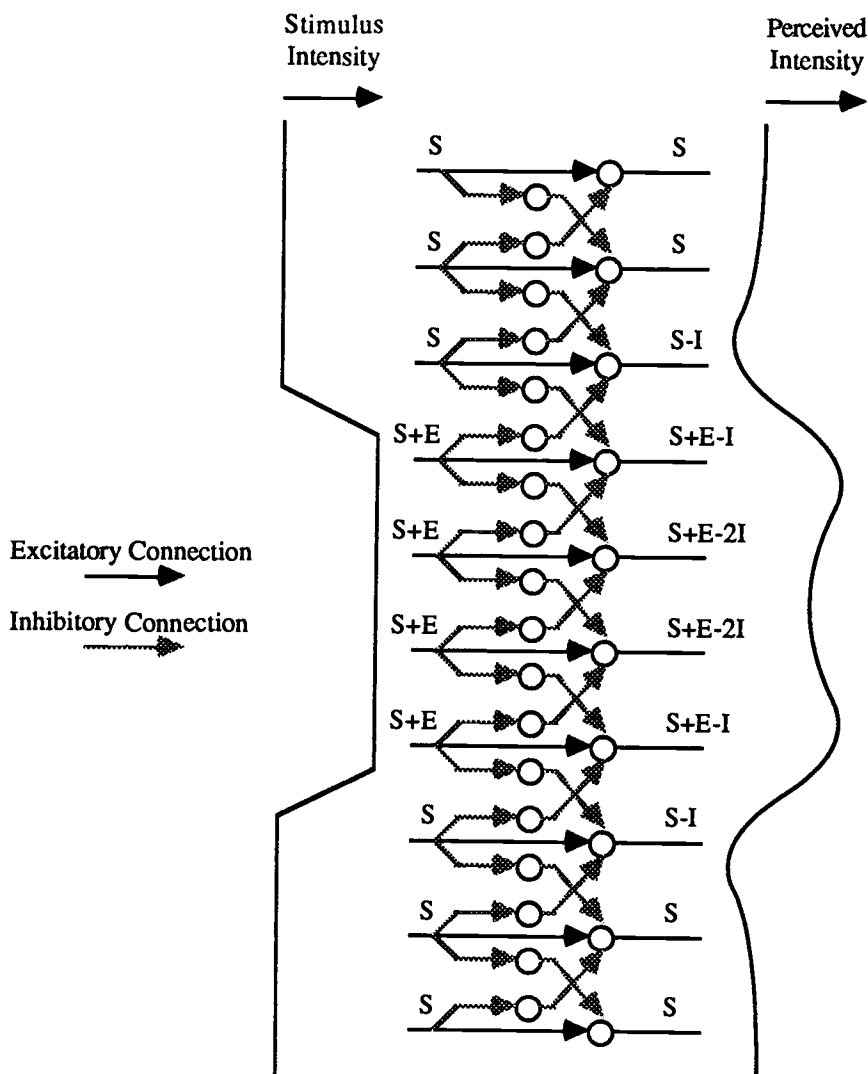 Stimulus
Intensity
Perceived
Intensity
S S
S S
S S-I
S+E S+E-I
Excitatory Connection
S+E S+E-2I
Inhibitory Connection
S+E S+E-2I
S+E S+E-I
S S-I
S S
S S